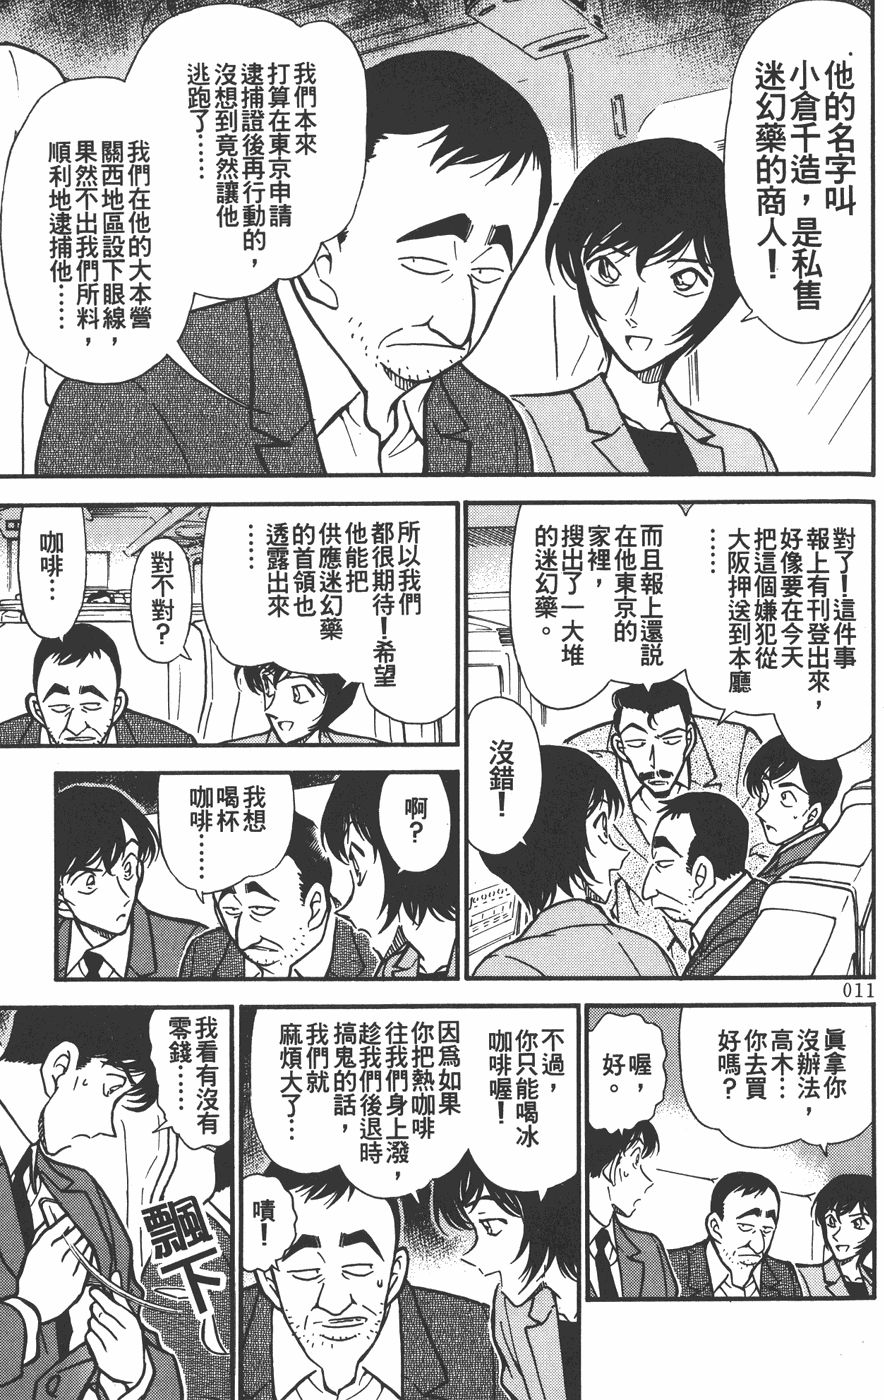 他的名字叫
小倉千造，是私售
迷幻藥的商人！
我們本來
打算在東京申請
逮捕證後再行動的，
沒想到竟然讓他
逃跑了……
我們在他的大本營
關西地區設下眼線，
果然不出我們所料，
順利地逮捕他……
對了！這件事
報上有刊登出來，
好像要在今天
把這個嫌犯從
大阪押送到本廳
……
而且報上還說
在他東京的
家裡，
搜出了一大堆
的迷幻藥。
沒錯！
所以我們
都很期待！希望
他能把
供應迷幻藥
的首領也
透露出來
……
對不對？
咖啡…
啊？
我想
喝杯
咖啡……
011
真拿你
沒辦法，
高木…
你去買
好嗎？
喔，
好。
不過，
你只能喝冰
咖啡喔！
因為如果
你把熱咖啡
往我們身上潑，
趁我們後退時
搞鬼的話，
我們就
麻煩大了…
嘖！
我看有沒有
零錢……
飄下